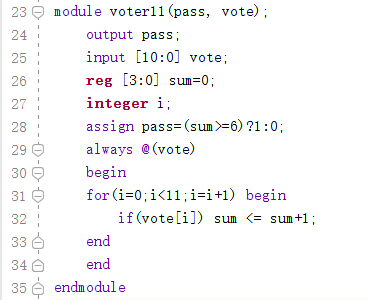 23 module voter11(pass, vote);
24 output pass;
25 input [10:0] vote;
26 reg [3:0] sum=0;
27 integer i;
28 assign pass=(sum>=6)?1:0;
29 always @(vote)
30 begin
31 for(i=0;i<11;i=i+1) begin
32 if(vote[i]) sum <= sum+1;
33 end
34 end
35 endmodule